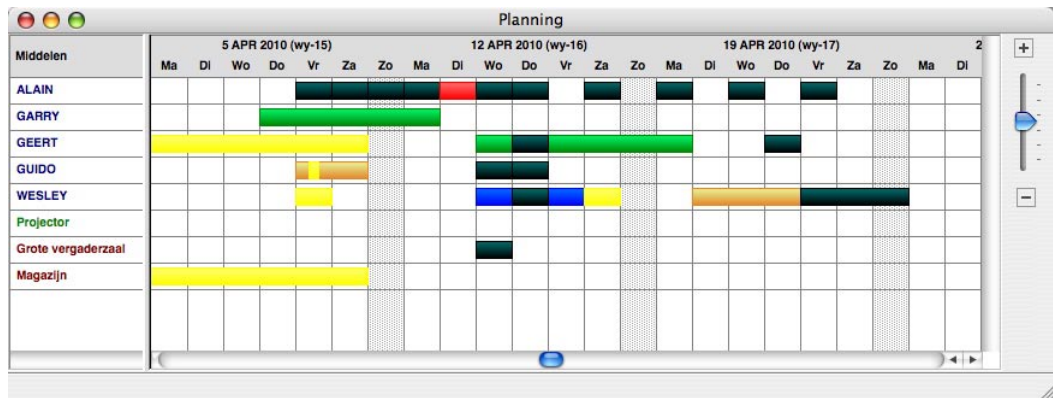 Planning
Middelen
5 APR 2010 (wy-15) 12 APR 2010 (wy-16) 19 APR 2010 (wy-17) 2
Ma Di Wo Do Vr Za Zo Ma Di Wo Do Vr Za Zo Ma Di Wo Do Vr Za Zo Ma Di
ALAIN
GARRY
GEERT
GUIDO
WESLEY
Projector
Grote vergaderzaal
Magazijn